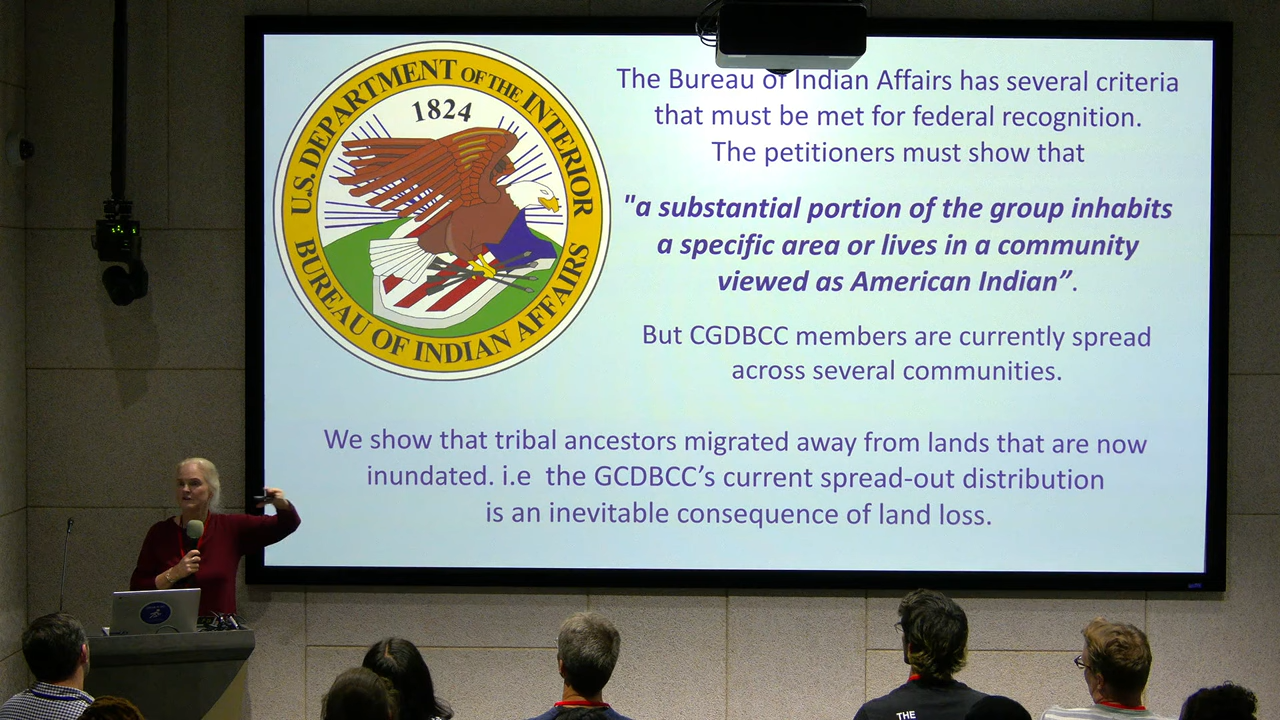 U.S. DEPARTMENT OF THE INTERIOR
1824
BUREAU OF INDIAN AFFAIRS
The Bureau of Indian Affairs has several criteria
that must be met for federal recognition.
The petitioners must show that
"a substantial portion of the group inhabits
a specific area or lives in a community
viewed as American Indian”.
But CGDBCC members are currently spread
across several communities.
We show that tribal ancestors migrated away from lands that are now
inundated. i.e the GCDBCC’s current spread-out distribution
is an inevitable consequence of land loss.
THE